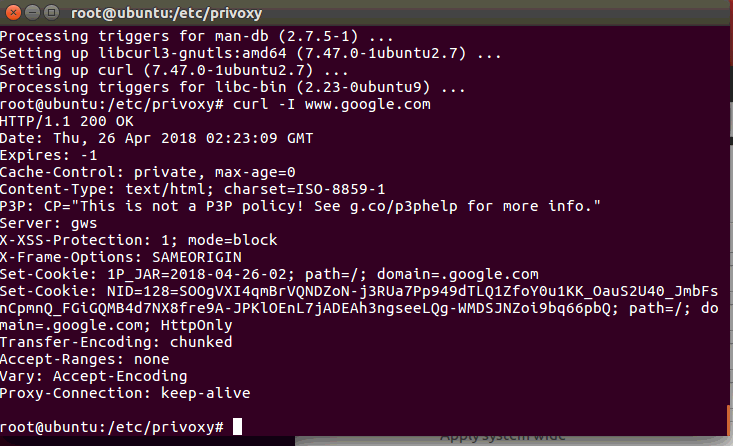 root@ubuntu:/etc/privoxy
Processing triggers for man-db (2.7.5-1) ...
Setting up libcurl3-gnutls:amd64 (7.47.0-1ubuntu2.7) ...
Setting up curl (7.47.0-1ubuntu2.7) ...
Processing triggers for libc-bin (2.23-0ubuntu9) ...
root@ubuntu:/etc/privoxy# curl -I www.google.com
HTTP/1.1 200 OK
Date: Thu, 26 Apr 2018 02:23:09 GMT
Expires: -1
Cache-Control: private, max-age=0
Content-Type: text/html; charset=ISO-8859-1
P3P: CP="This is not a P3P policy! See g.co/p3phelp for more info."
Server: gws
X-XSS-Protection: 1; mode=block
X-Frame-Options: SAMEORIGIN
Set-Cookie: 1P_JAR=2018-04-26-02; path=/; domain=.google.com
Set-Cookie: NID=128=SOOgVXI4qmBrVQNDZoN-j3RUa7Pp949dTLQ1ZfoY0u1KK_OauS2U40_JmbFs
nCpmnQ_FGiGQMB4d7NX8fre9A-JPKlOEnL7jADEAh3ngseeLQg-WMDSJNZoi9bq66pbQ; path=/; do
main=.google.com; HttpOnly
Transfer-Encoding: chunked
Accept-Ranges: none
Vary: Accept-Encoding
Proxy-Connection: keep-alive
root@ubuntu:/etc/privoxy#
Apply system wide